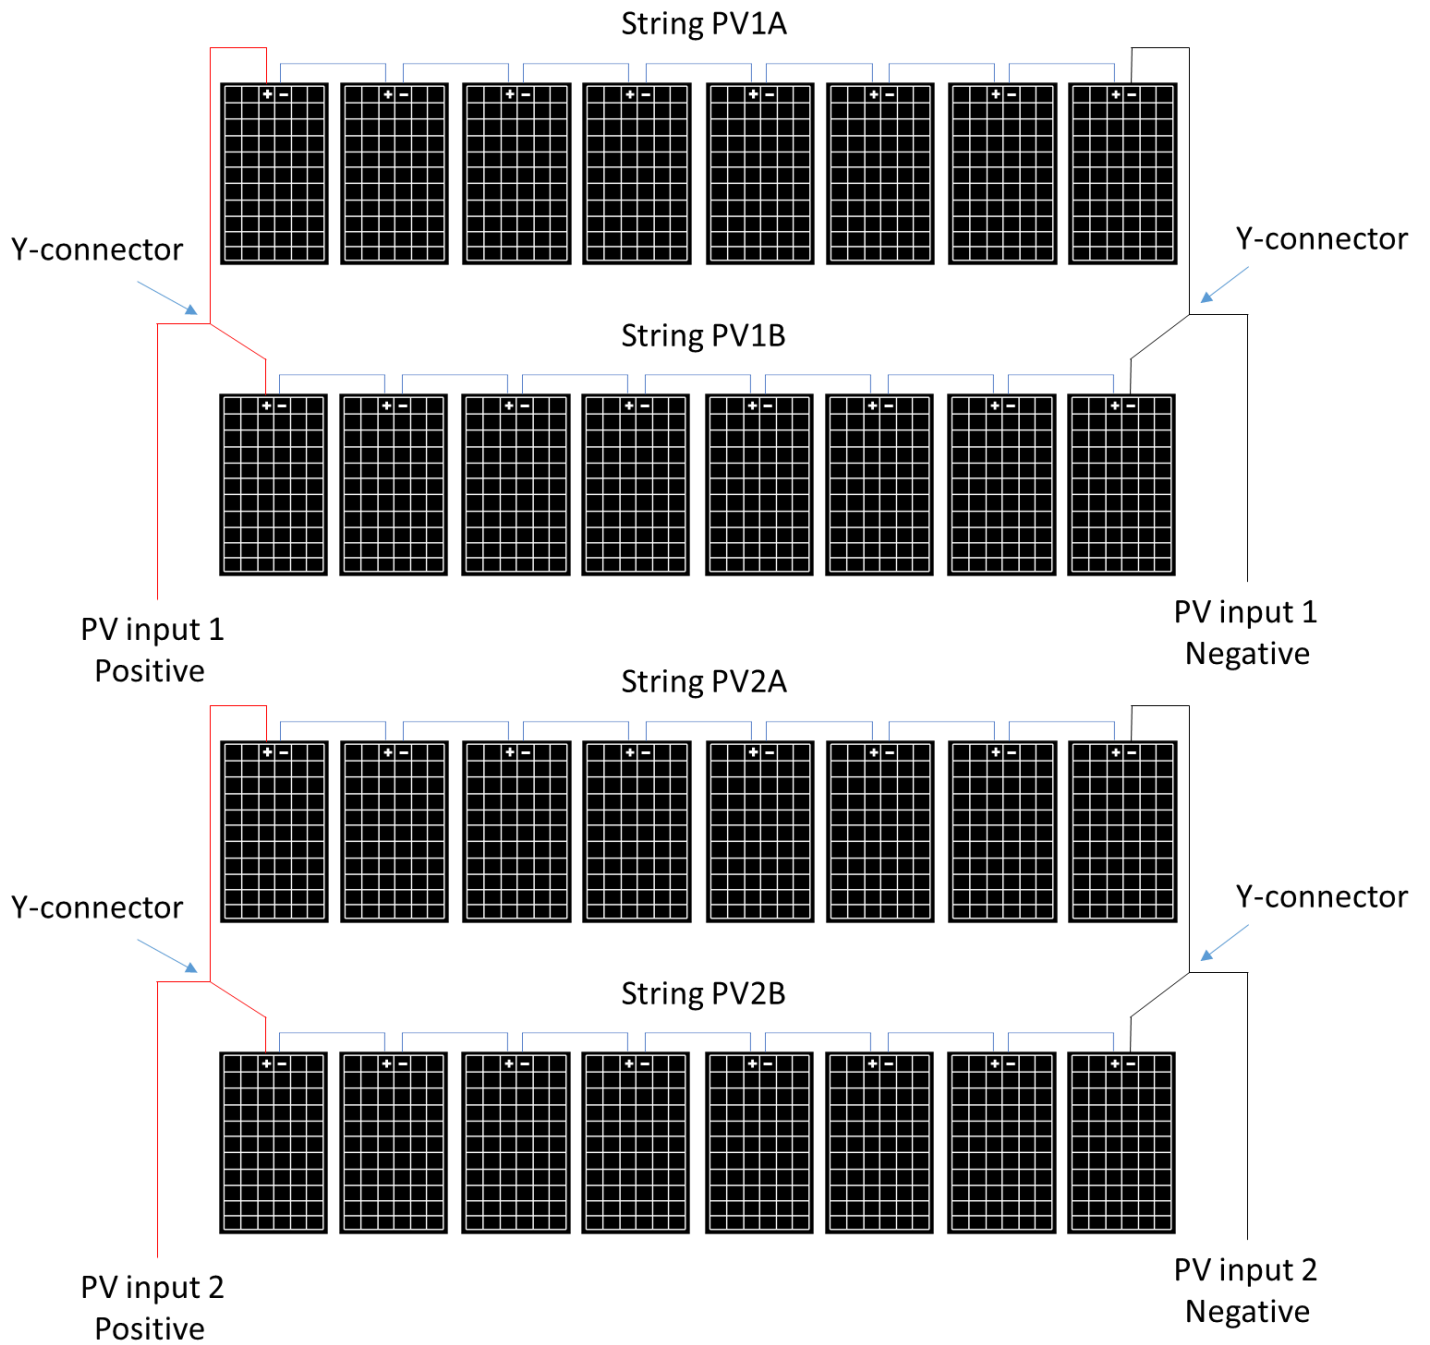 String PV1A
+ − + − + − + − + − + − + − + −
Y-connector
Y-connector
String PV1B
+ − + − + − + − + − + − + − + −
PV input 1
Positive
PV input 1
Negative
String PV2A
+ − + − + − + − + − + − + − + −
Y-connector
Y-connector
String PV2B
+ − + − + − + − + − + − + − + −
PV input 2
Positive
PV input 2
Negative